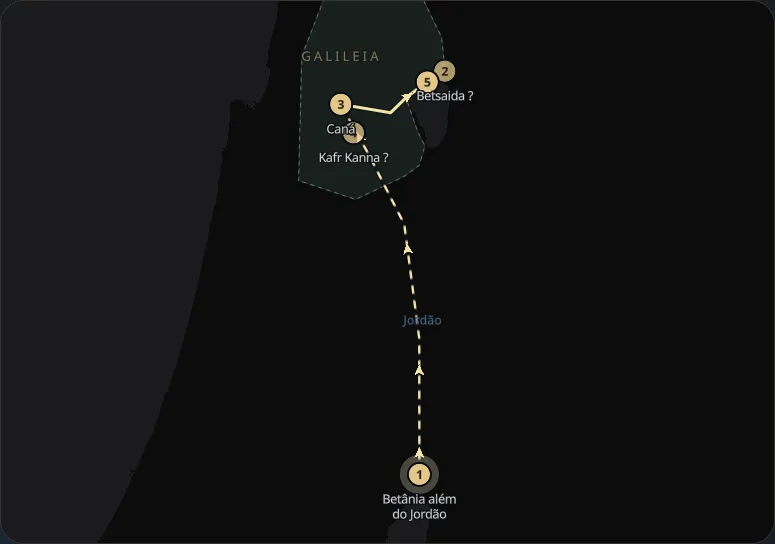 GALILEIA
2
5
Betsaida ?
3
Caná
Kafr Kanna ?
Jordão
1
Betânia além
do Jordão